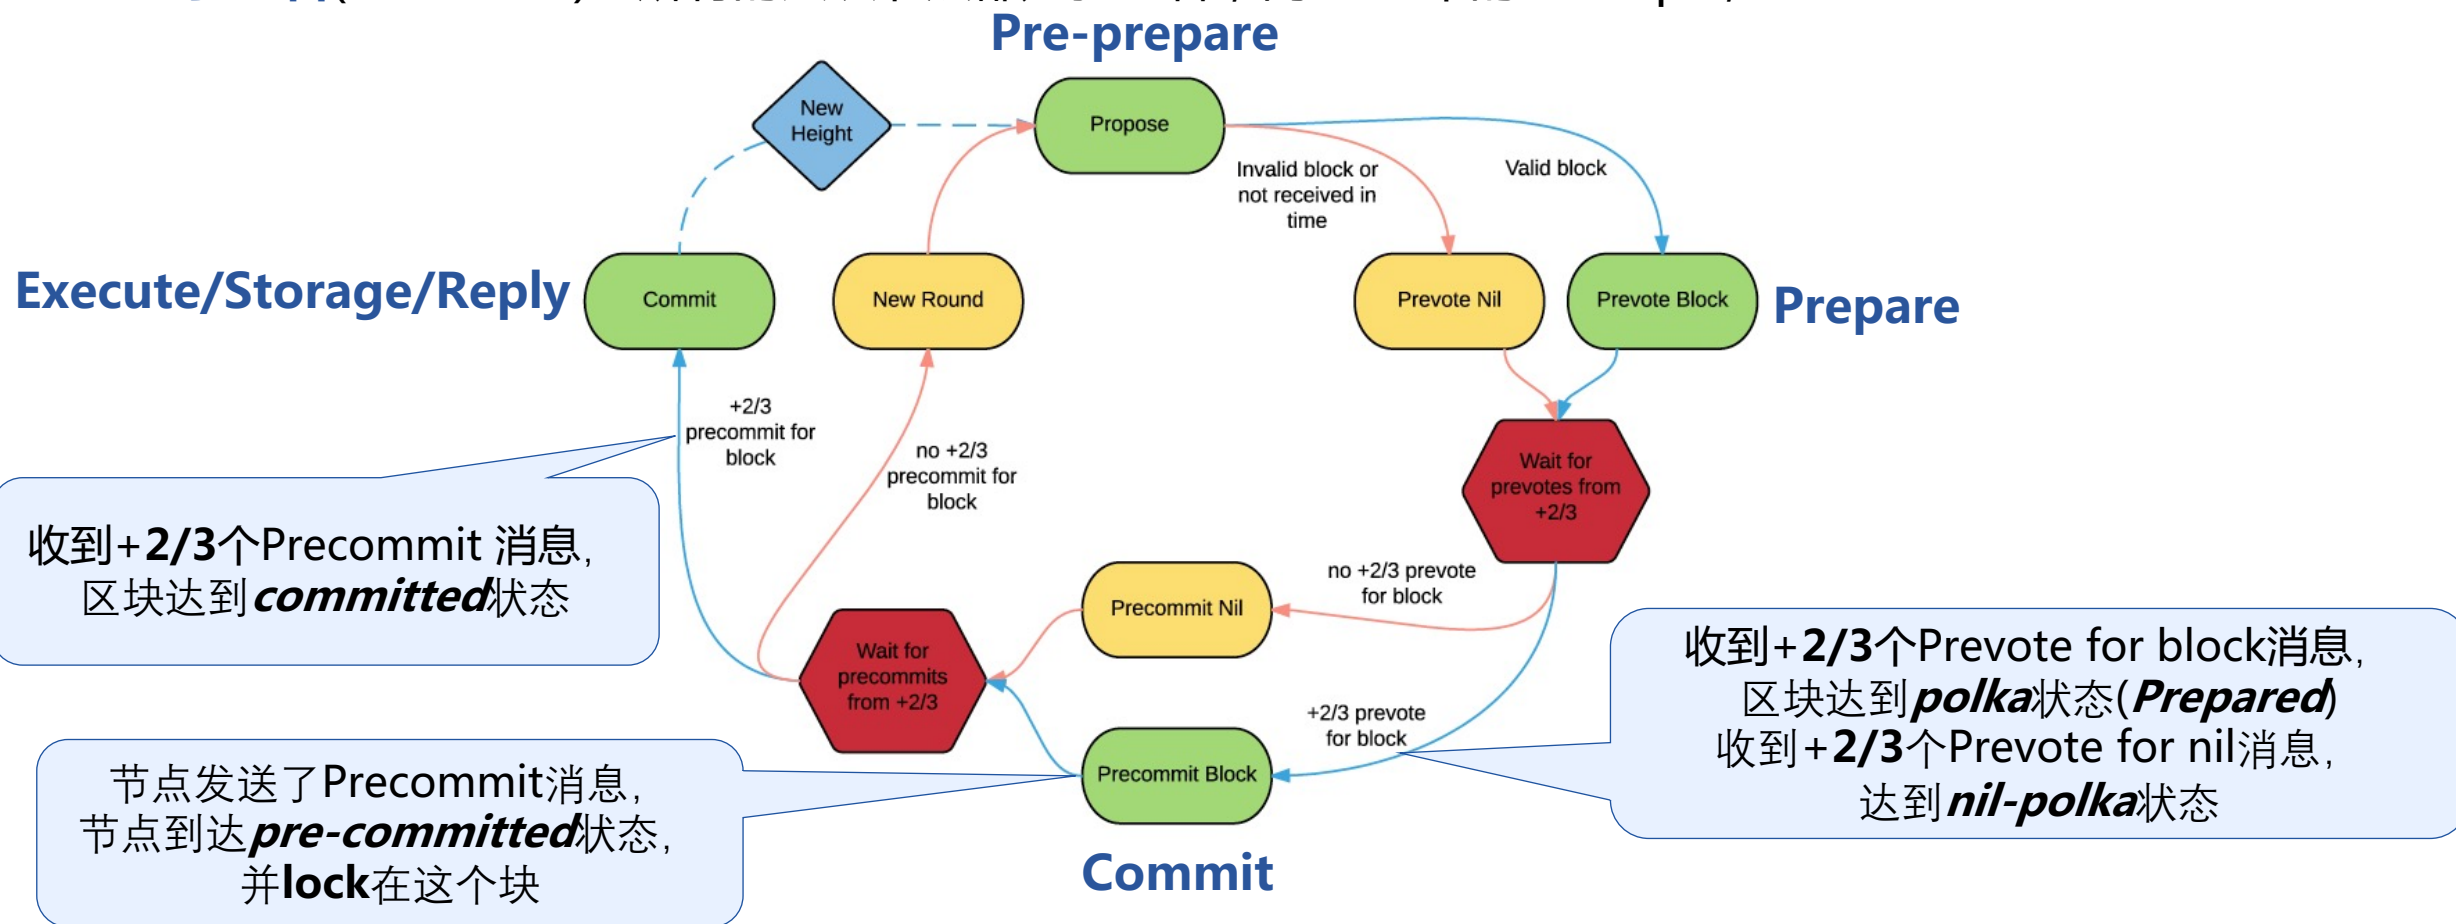 Pre-prepare
New
Height
Propose
Invalid block or
not received in
time
Valid block
Execute/Storage/Reply
Commit
New Round
Prevote Nil
Prevote Block
Prepare
+2/3
precommit for
block
no +2/3
precommit for
block
Wait for
prevotes from
+2/3
收到+2/3个Precommit 消息,
区块达到committed状态
no +2/3 prevote
for block
Precommit Nil
Wait for
precommits
from +2/3
收到+2/3个Prevote for block消息,
区块达到polka状态(Prepared)
收到+2/3个Prevote for nil消息,
达到nil-polka状态
+2/3 prevote
for block
Precommit Block
节点发送了Precommit消息,
节点到达pre-committed状态,
并lock在这个块
Commit